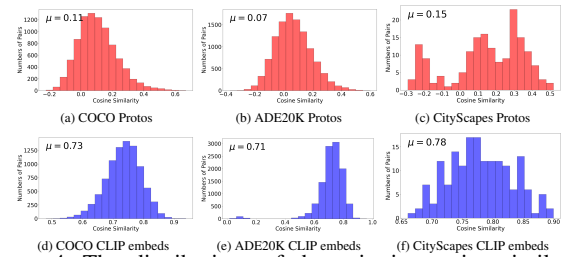 μ = 0.11
μ = 0.07
μ = 0.15
Numbers of Pairs
0 200 400 600 800 1000 1200
−0.2 0.0 0.2 0.4 0.6
Cosine Similarity
Numbers of Pairs
0 250 500 750 1000 1250 1500
−0.4 −0.2 0.0 0.2 0.4 0.6
Cosine Similarity
Numbers of Pairs
0 5 10 15 20
−0.3 −0.2 −0.1 0.0 0.1 0.2 0.3 0.4 0.5
Cosine Similarity
(a) COCO Protos
(b) ADE20K Protos
(c) CityScapes Protos
μ = 0.73
μ = 0.71
μ = 0.78
Numbers of Pairs
0 250 500 750 1000 1250
0.5 0.6 0.7 0.8 0.9
Cosine Similarity
Numbers of Pairs
0 500 1000 1500 2000 2500 3000
0.0 0.2 0.4 0.6 0.8 1.0
Cosine Similarity
Numbers of Pairs
0 5 10 15
0.65 0.70 0.75 0.80 0.85 0.90
Cosine Similarity
(d) COCO CLIP embeds
(e) ADE20K CLIP embeds
(f) CityScapes CLIP embeds